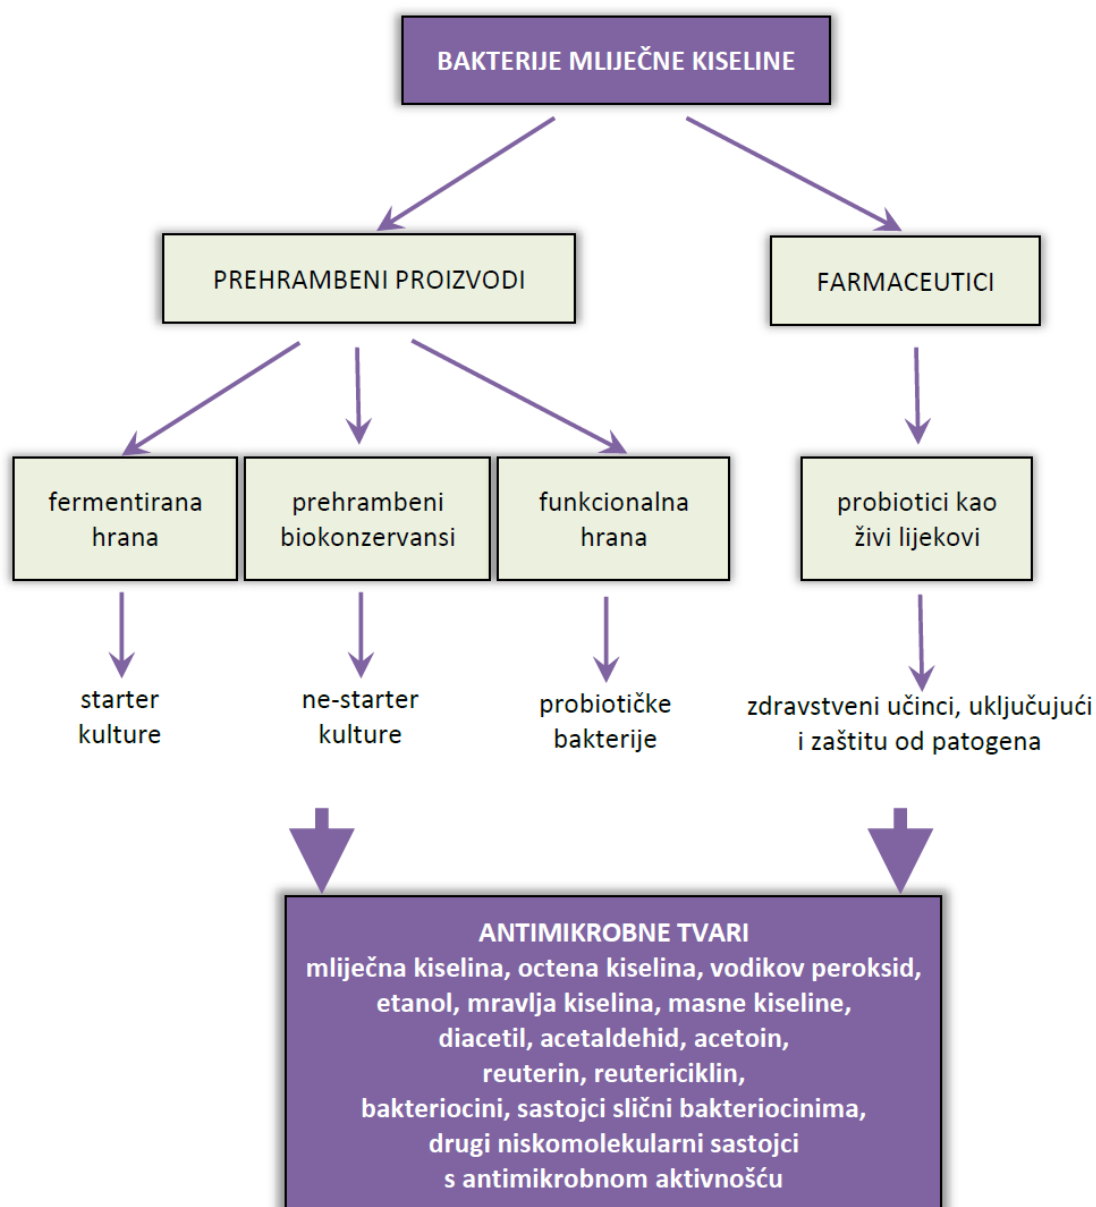 BAKTERIJE MLIJEČNE KISELINE
PREHRAMBENI PROIZVODI
FARMACEUTICI
fermentirana
hrana
prehrambeni
biokonzervansi
funkcionalna
hrana
probiotici kao
živi lijekovi
starter
kulture
ne-starter
kulture
probiotičke
bakterije
zdravstveni učinci, uključujući
i zaštitu od patogena
ANTIMIKROBNE TVARI
mliječna kiselina, octena kiselina, vodikov peroksid,
etanol, mravlja kiselina, masne kiseline,
diacetil, acetaldehid, acetoin,
reuterin, reutericiklin,
bakteriocini, sastojci slični bakteriocinima,
drugi niskomolekularni sastojci
s antimikrobnom aktivnošću